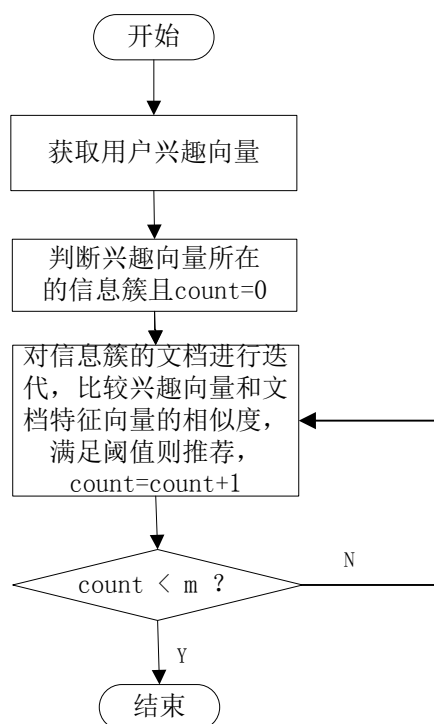 开始
获取用户兴趣向量
判断兴趣向量所在
的信息簇且count=0
对信息簇的文档进行迭
代，比较兴趣向量和文
档特征向量的相似度，
满足阈值则推荐，
count=count+1
count < m ？
N
Y
结束